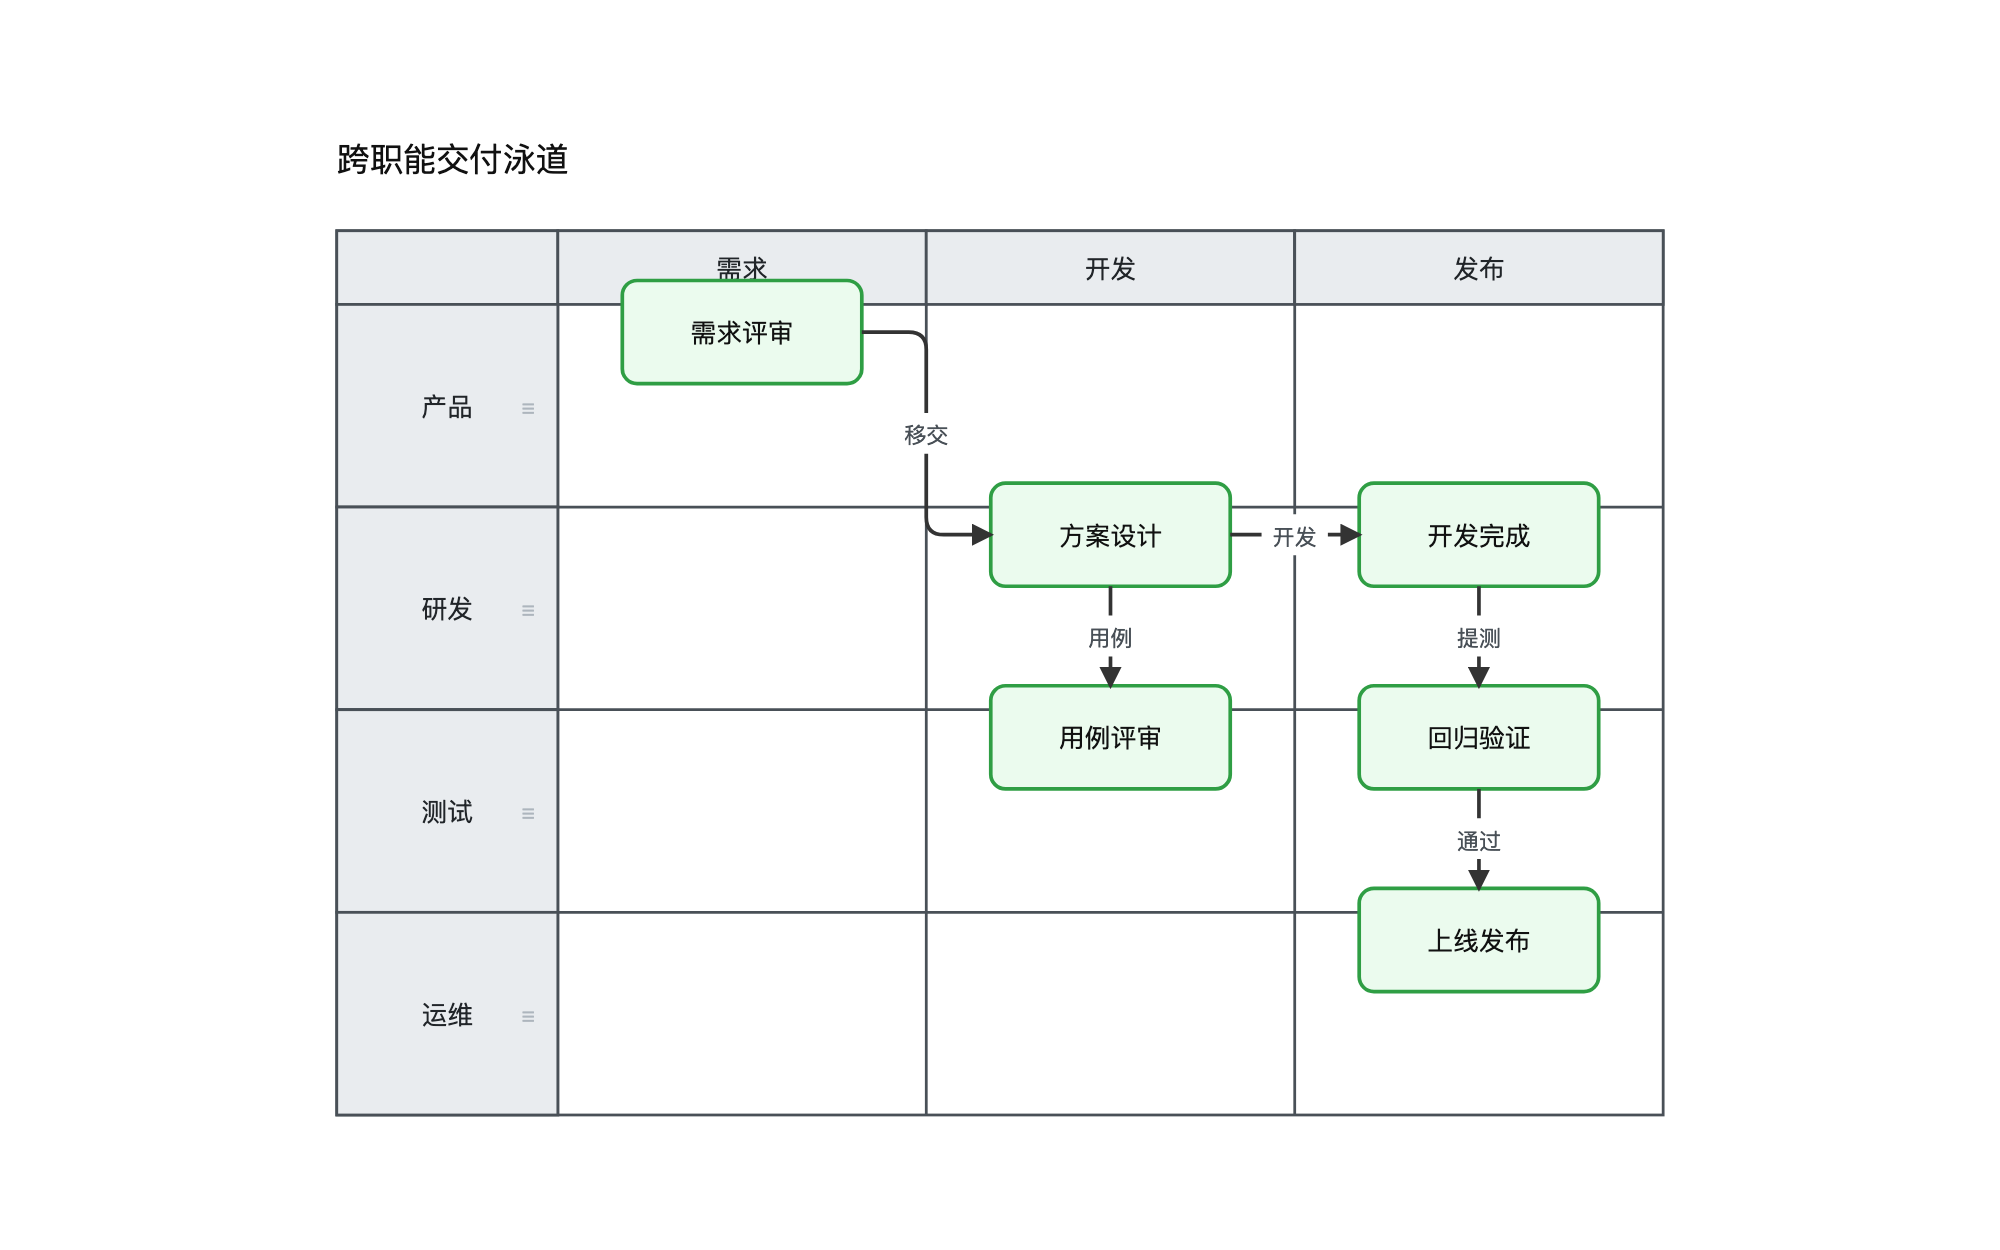 跨职能交付泳道
需求
开发
发布
需求评审
产品
移交
方案设计
开发
开发完成
研发
用例
提测
用例评审
回归验证
测试
通过
上线发布
运维